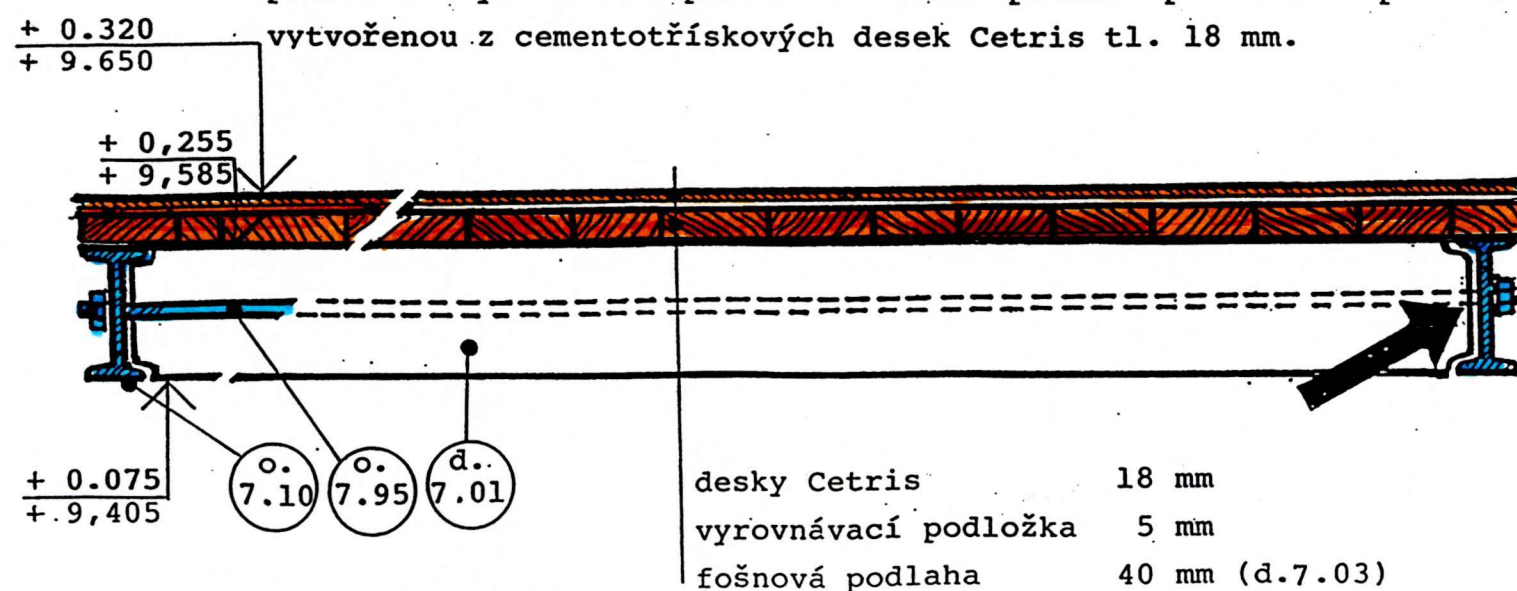 + 0.320
+ 9.650
vytvořenou z cementotřískových desek Cetris tl. 18 mm.
+ 0,255
+ 9,585
o.
7.10
o.
7.95
d.
7.01
+ 0.075
+ 9,405
desky Cetris 18 mm
vyrovnávací podložka 5 mm
fošnová podlaha 40 mm (d.7.03)